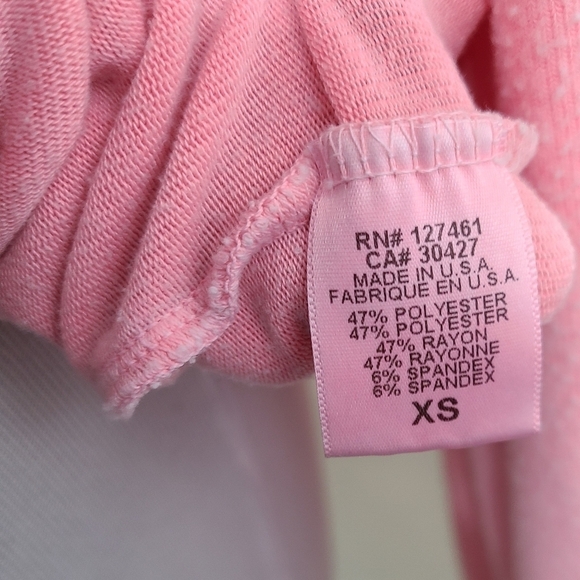 RN# 127461
CA# 30427
MADE IN U.S.A.
FABRIQUE EN U.S.A.
47% POLYESTER
47% POLYESTER
47% RAYON
47% RAYONNE
6% SPANDEX
6% SPANDEX
XS